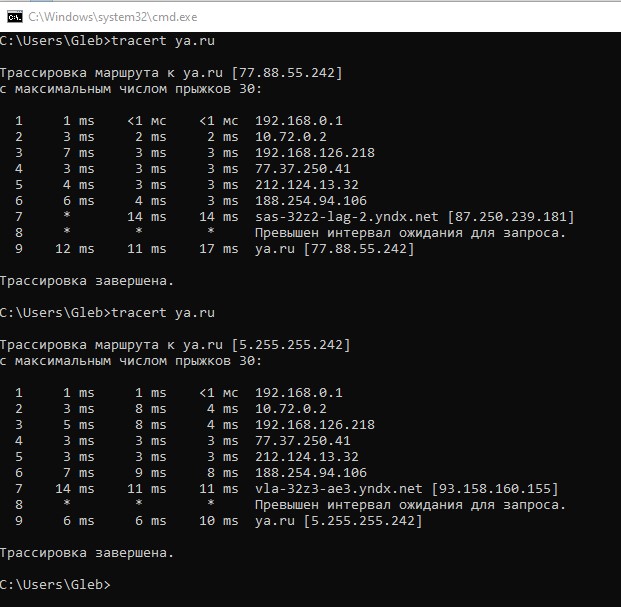 C:\Windows\system32\cmd.exe
C:\Users\Gleb>tracert ya.ru
Трассировка маршрута к ya.ru [77.88.55.242]
с максимальным числом прыжков 30:
1 1 ms <1 мс <1 мс 192.168.0.1
2 3 ms 2 ms 2 ms 10.72.0.2
3 7 ms 3 ms 3 ms 192.168.126.218
4 3 ms 3 ms 3 ms 77.37.250.41
5 4 ms 3 ms 3 ms 212.124.13.32
6 6 ms 4 ms 3 ms 188.254.94.106
7 * 14 ms 14 ms sas-32z2-lag-2.yndx.net [87.250.239.181]
8 * * * Превышен интервал ожидания для запроса.
9 12 ms 11 ms 17 ms ya.ru [77.88.55.242]
Трассировка завершена.
C:\Users\Gleb>tracert ya.ru
Трассировка маршрута к ya.ru [5.255.255.242]
с максимальным числом прыжков 30:
1 1 ms 1 ms <1 мс 192.168.0.1
2 3 ms 8 ms 4 ms 10.72.0.2
3 5 ms 8 ms 4 ms 192.168.126.218
4 3 ms 3 ms 3 ms 77.37.250.41
5 3 ms 3 ms 3 ms 212.124.13.32
6 7 ms 9 ms 8 ms 188.254.94.106
7 14 ms 11 ms 11 ms vla-32z3-ae3.yndx.net [93.158.160.155]
8 * * * Превышен интервал ожидания для запроса.
9 6 ms 6 ms 10 ms ya.ru [5.255.255.242]
Трассировка завершена.
C:\Users\Gleb>